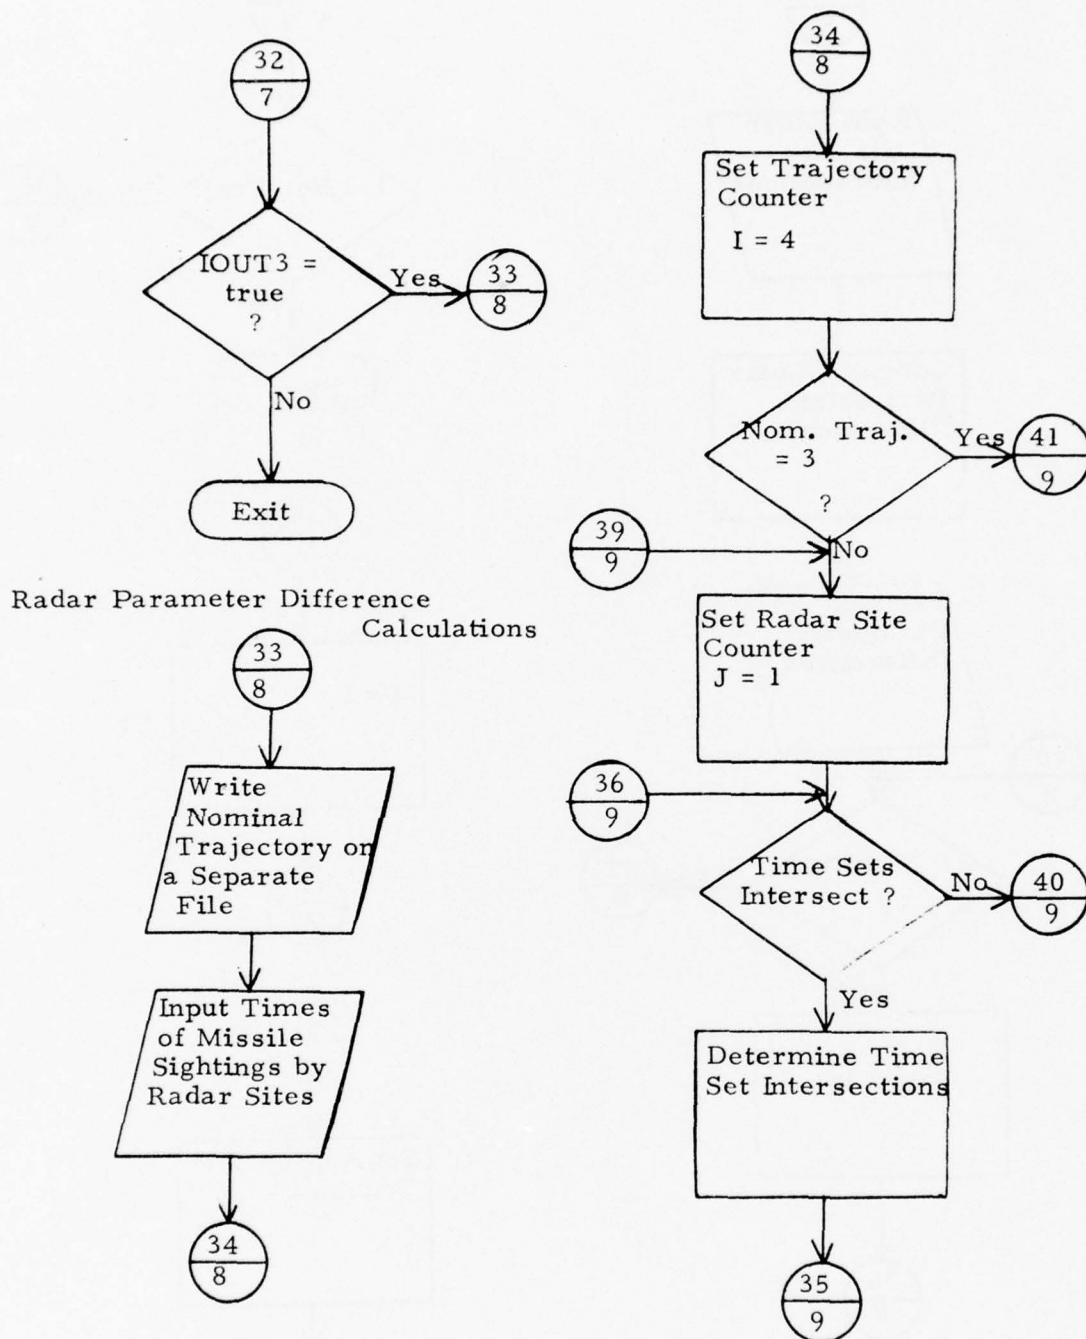 32
7
IOUT3 =
true
?
Yes
33
8
No
Exit
Radar Parameter Difference
Calculations
33
8
Write
Nominal
Trajectory on
a Separate
File
Input Times
of Missile
Sightings by
Radar Sites
34
8
34
8
Set Trajectory
Counter
I = 4
Nom. Traj.
= 3
?
Yes
41
9
39
9
No
Set Radar Site
Counter
J = 1
36
9
Time Sets
Intersect ?
No
40
9
Yes
Determine Time
Set Intersections
35
9